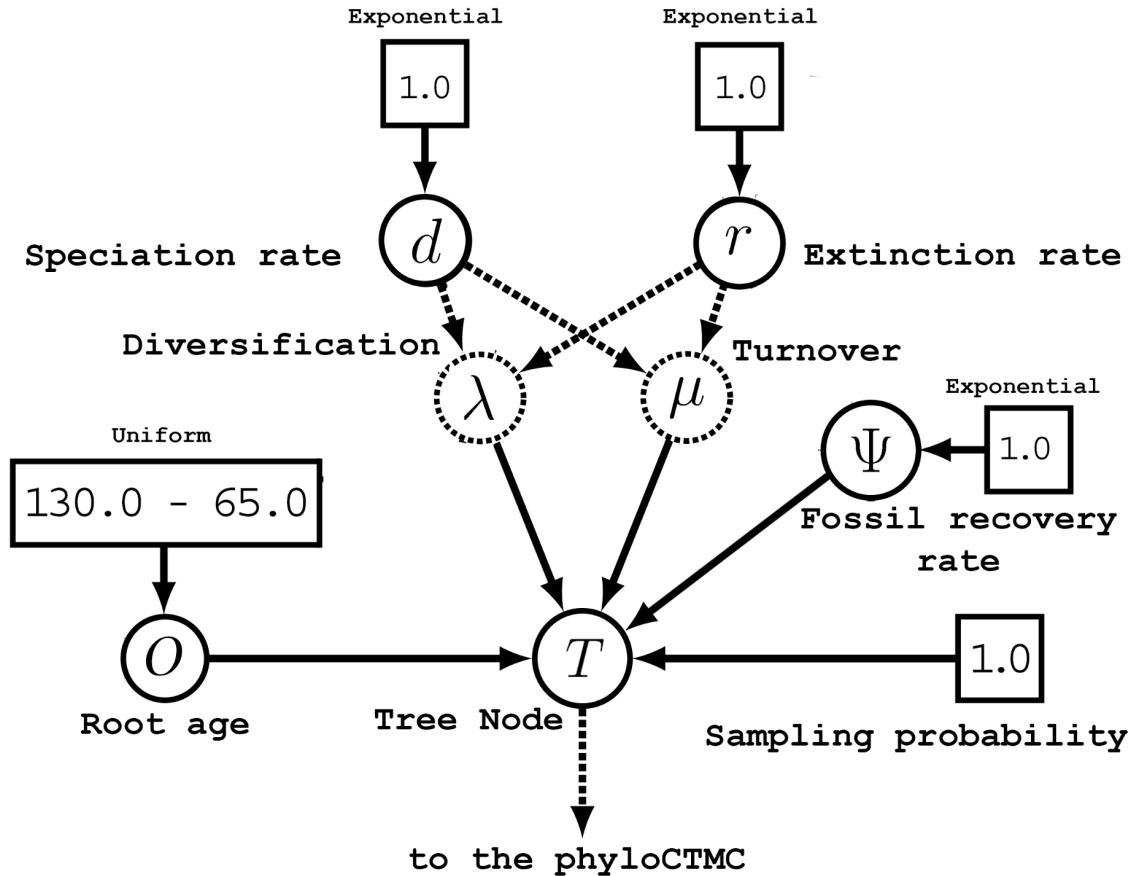 Exponential
Exponential
1.0
1.0
d
r
Speciation rate
Extinction rate
Diversification
Turnover
λ
μ
Exponential
Uniform
Ψ
1.0
130.0 - 65.0
Fossil recovery
rate
O
T
1.0
Root age
Tree Node
Sampling probability
to the phyloCTMC